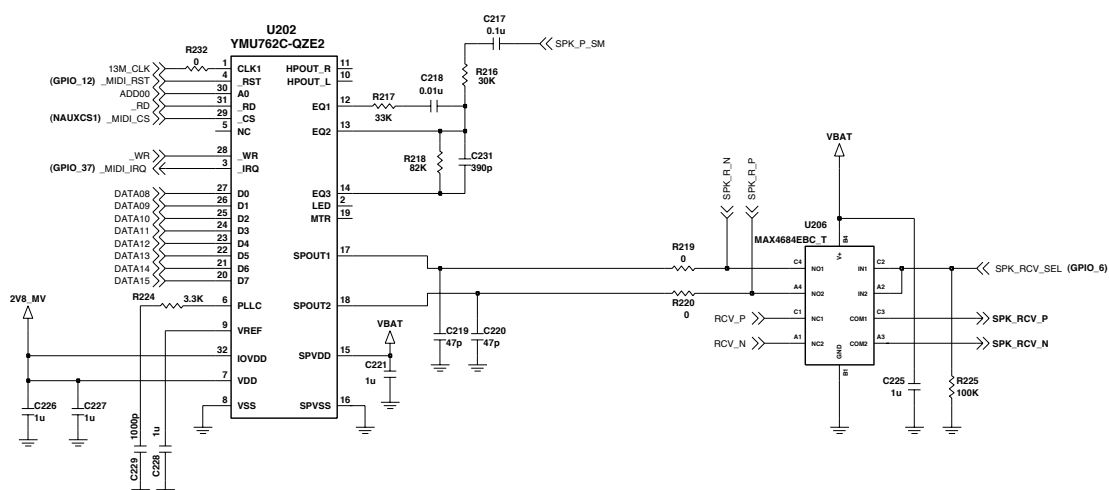 U202
YMU762C-QZE2
C217
0.1u
SPK_P_SM
R232
0
R216
30K
C218
0.01u
R217
33K
13M_CLK
1
CLK1
HPOUT_R
11
(GPIO_12) _MIDI_RST
4
_RST
HPOUT_L
10
ADD00
30
A0
_RD
31
_RD
EQ1
12
(NAUXCS1) _MIDI_CS
29
_CS
5
NC
EQ2
13
_WR
28
_WR
(GPIO_37) _MIDI_IRQ
3
_IRQ
R218
82K
C231
390p
DATA08
27
D0
EQ3
14
DATA09
26
D1
LED
2
DATA10
25
D2
MTR
19
DATA11
24
D3
DATA12
23
D4
DATA13
22
D5
SPOUT1
17
DATA14
21
D6
DATA15
20
D7
R224
3.3K
6
PLLC
SPOUT2
18
9
VREF
2V8_MV
32
IOVDD
SPVDD
15
VBAT
7
VDD
C221
1u
8
VSS
SPVSS
16
C226
1u
C227
1u
1000p
C229
1u
C228
C219
47p
C220
47p
R219
0
R220
0
SPK_R_N
SPK_R_P
VBAT
U206
MAX4684EBC_T
B4
V+
C4
NO1
IN1
C2
SPK_RCV_SEL (GPIO_6)
A4
NO2
IN2
A2
RCV_P
C1
NC1
COM1
C3
SPK_RCV_P
RCV_N
A1
NC2
COM2
A3
SPK_RCV_N
GND
B1
C225
1u
R225
100K